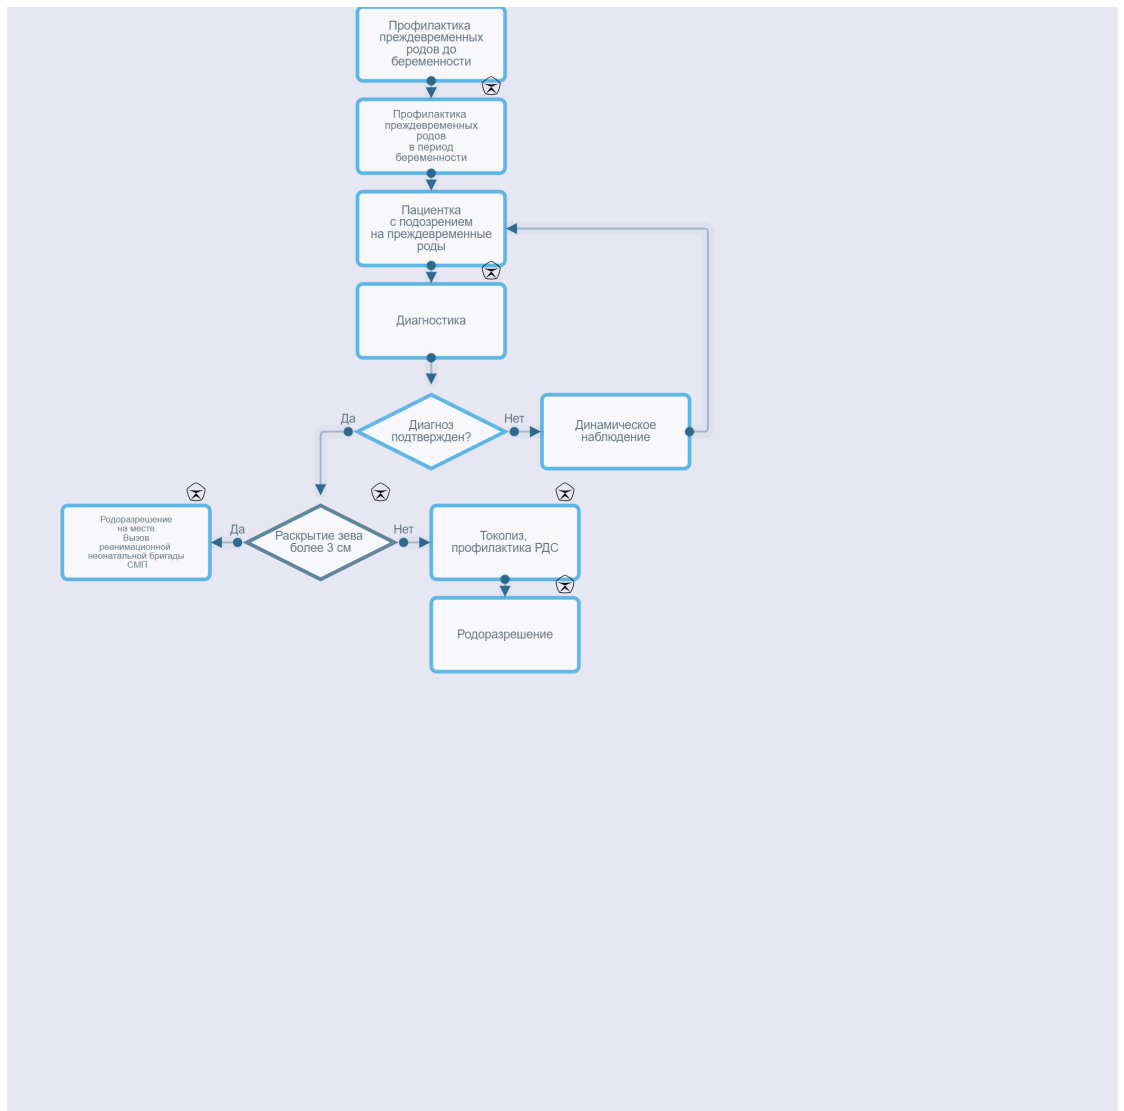 Профилактика
преждевременных
родов до
беременности
Профилактика
преждевременных
родов
в период
беременности
Пациентка
с подозрением
на преждевременные
роды
Диагностика
Да
Диагноз
подтвержден?
Нет
Динамическое
наблюдение
Родоразрешение
на месте.
Вызов
реанимационной
неонатальной бригады
СМП
Да
Раскрытие зева
более 3 см
Нет
Токолиз,
профилактика РДС
Родоразрешение